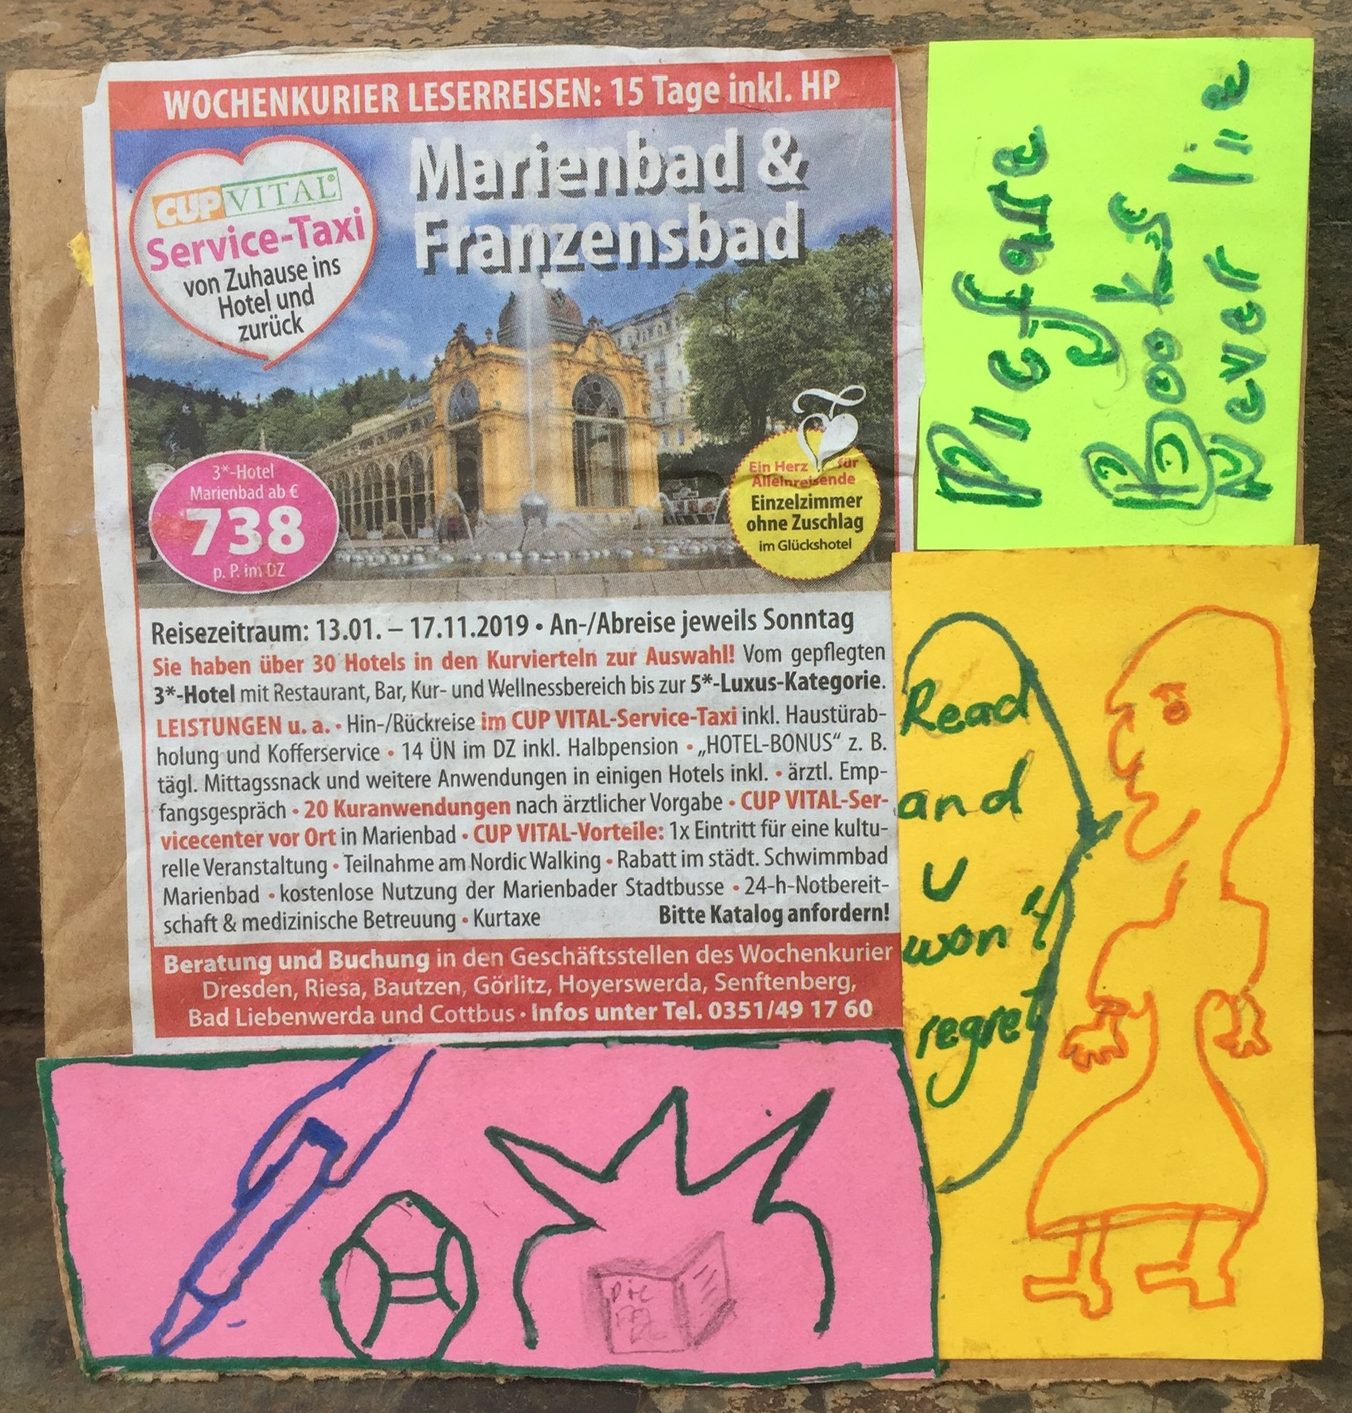 WOCHENKURIER LESERREISEN: 15 Tage inkl. HP
CUP VITAL®
Service-Taxi
von Zuhause ins
Hotel und
zurück
Marienbad &
Franzensbad
3*-Hotel
Marienbad ab €
738
p. P. im DZ
Ein Herz für
Alleinreisende
Einzelzimmer
ohne Zuschlag
im Glückshotel
Reisezeitraum: 13.01. – 17.11.2019 • An-/Abreise jeweils Sonntag
Sie haben über 30 Hotels in den Kurvierteln zur Auswahl! Vom gepflegten
3*-Hotel mit Restaurant, Bar, Kur- und Wellnessbereich bis zur 5*-Luxus-Kategorie.
LEISTUNGEN u. a. • Hin-/Rückreise im CUP VITAL-Service-Taxi inkl. Haustürab-
holung und Kofferservice • 14 ÜN im DZ inkl. Halbpension • „HOTEL-BONUS“ z. B.
tägl. Mittagssnack und weitere Anwendungen in einigen Hotels inkl. • ärztl. Emp-
fangsgespräch • 20 Kuranwendungen nach ärztlicher Vorgabe • CUP VITAL-Ser-
vicecenter vor Ort in Marienbad • CUP VITAL-Vorteile: 1x Eintritt für eine kultu-
relle Veranstaltung • Teilnahme am Nordic Walking • Rabatt im städt. Schwimmbad
Marienbad • kostenlose Nutzung der Marienbader Stadtbusse • 24-h-Notbereit-
schaft & medizinische Betreuung • Kurtaxe Bitte Katalog anfordern!
Beratung und Buchung in den Geschäftsstellen des Wochenkurier
Dresden, Riesa, Bautzen, Görlitz, Hoyerswerda, Senftenberg,
Bad Liebenwerda und Cottbus • Infos unter Tel. 0351/49 17 60
Books
Never lie
Read
and
u
won't
regret